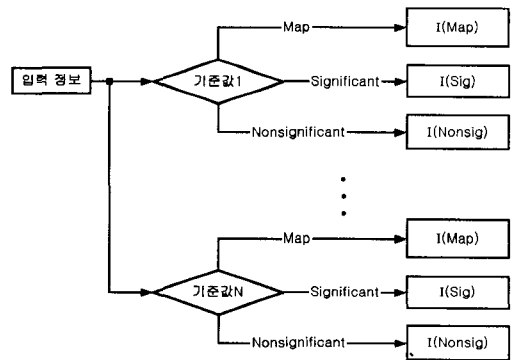 Map
I(Map)
입력 정보
기준값1
Significant
I(Sig)
Nonsignificant
I(Nonsig)
Map
I(Map)
기준값N
Significant
I(Sig)
Nonsignificant
I(Nonsig)